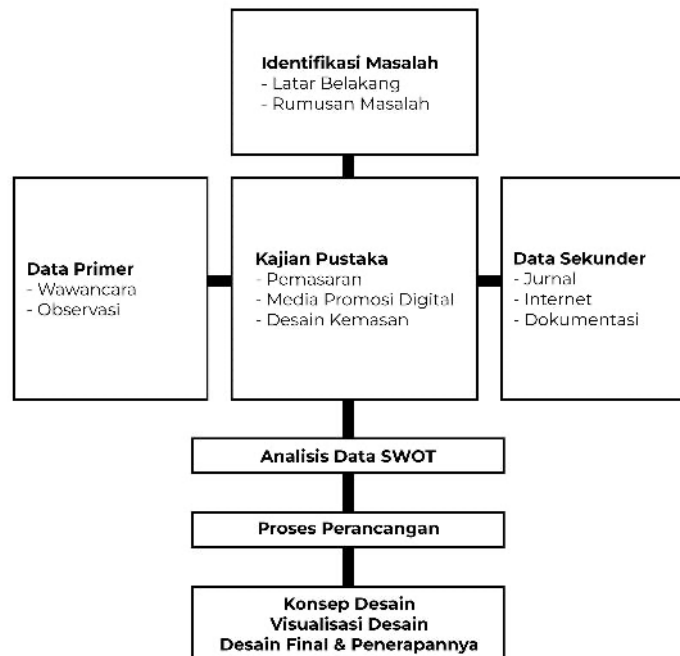 Identifikasi Masalah
- Latar Belakang
- Rumusan Masalah
Data Primer
- Wawancara
- Observasi
Kajian Pustaka
- Pemasaran
- Media Promosi Digital
- Desain Kemasan
Data Sekunder
- Jurnal
- Internet
- Dokumentasi
Analisis Data SWOT
Proses Perancangan
Konsep Desain
Visualisasi Desain
Desain Final & Penerapannya